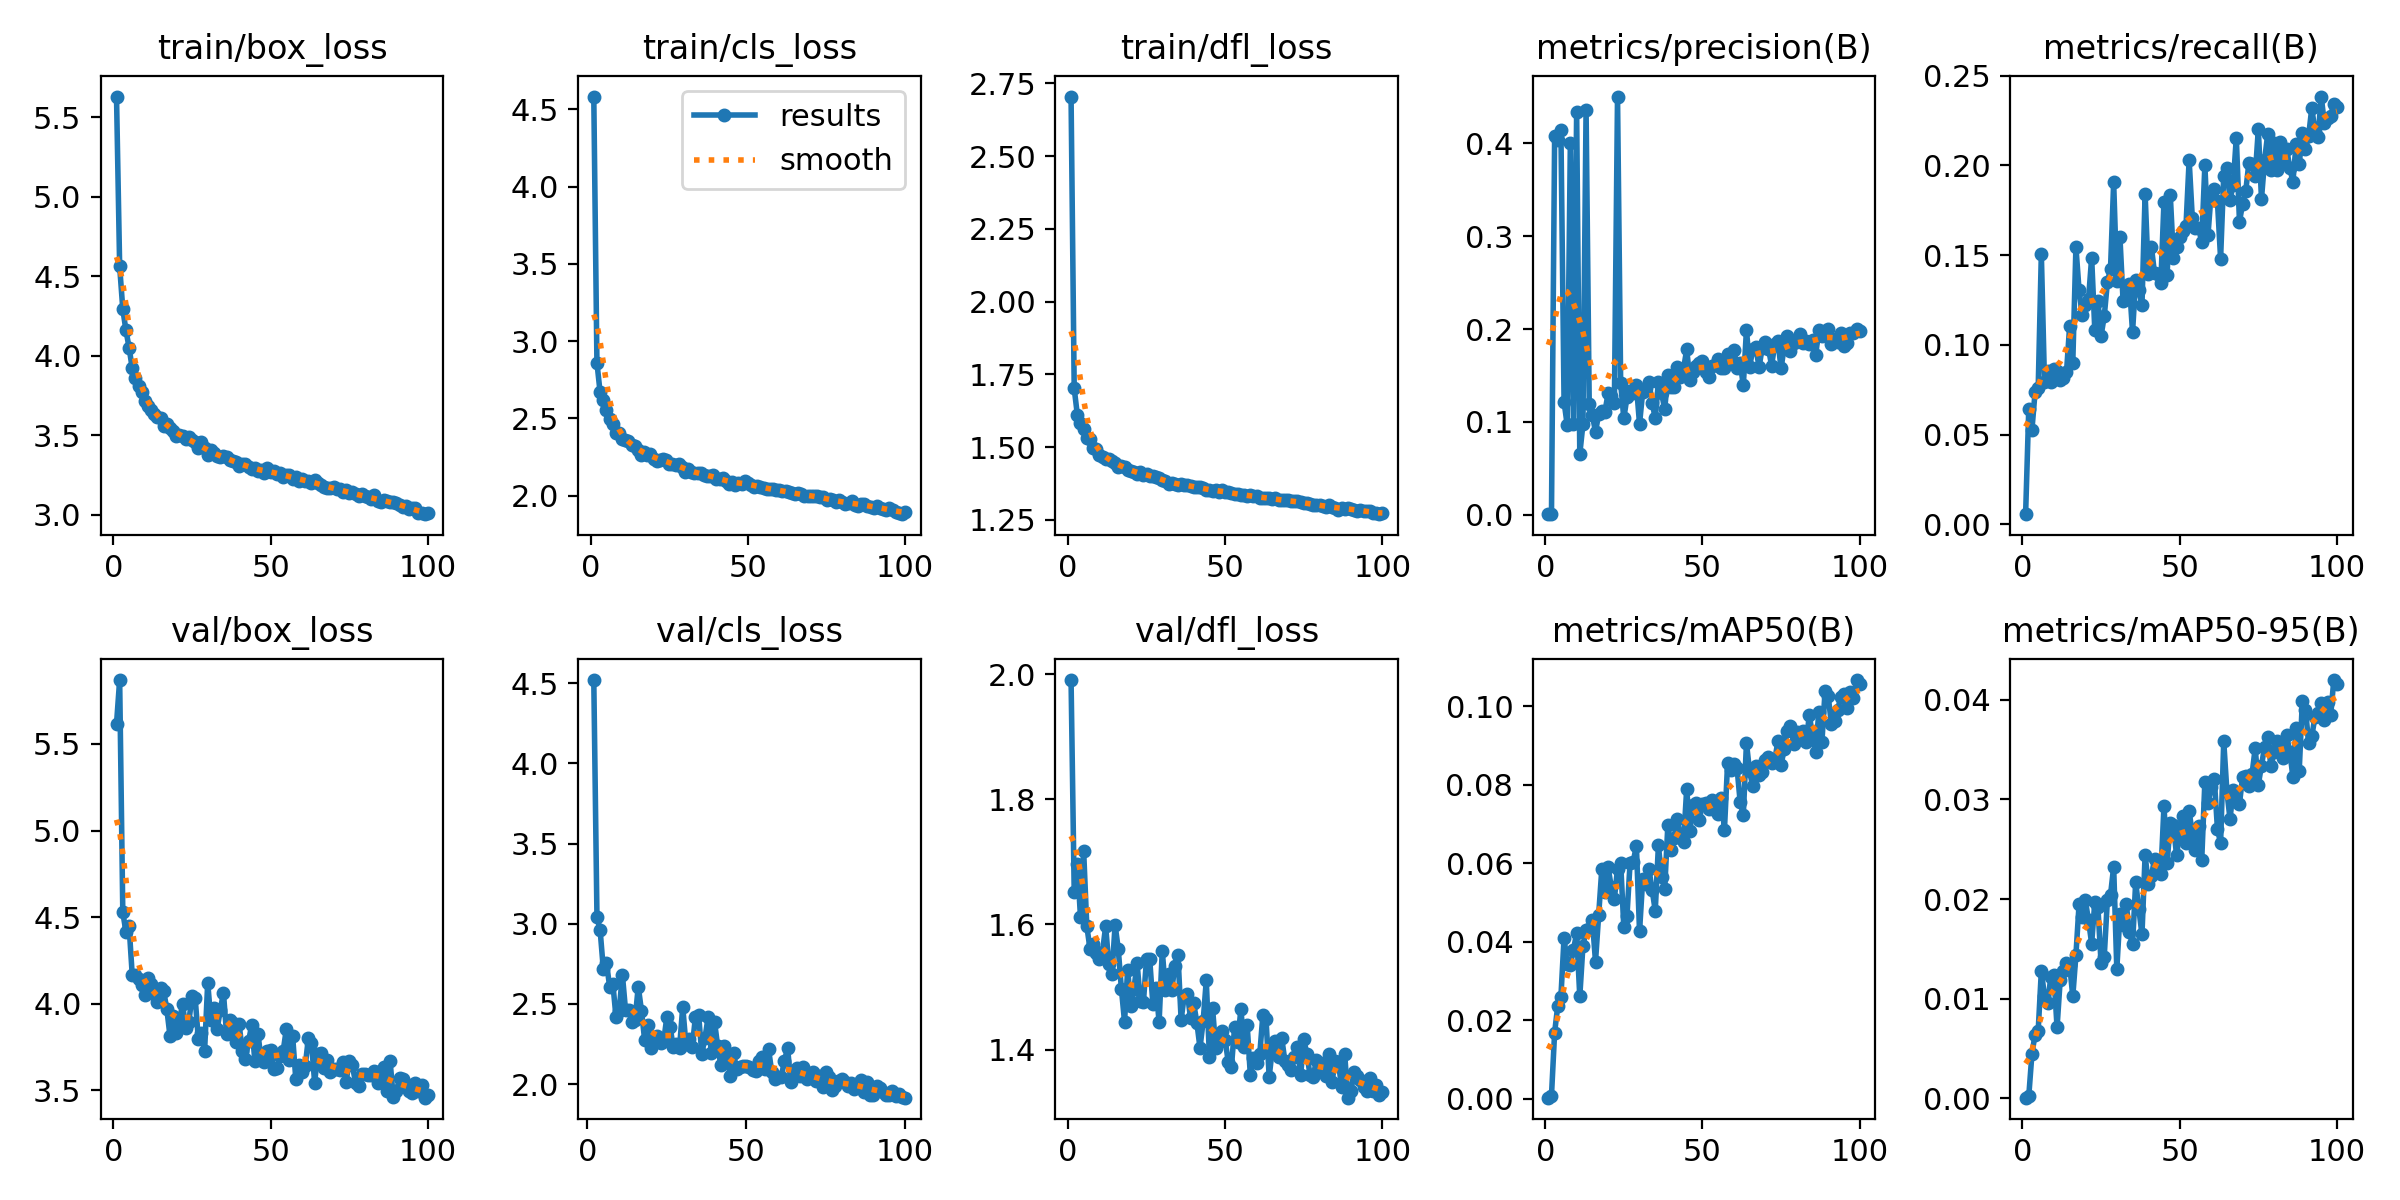 train/box_loss
5.5
5.0
4.5
4.0
3.5
3.0
0 50 100
train/cls_loss
results
smooth
4.5
4.0
3.5
3.0
2.5
2.0
0 50 100
train/dfl_loss
2.75
2.50
2.25
2.00
1.75
1.50
1.25
0 50 100
metrics/precision(B)
0.4
0.3
0.2
0.1
0.0
0 50 100
metrics/recall(B)
0.25
0.20
0.15
0.10
0.05
0.00
0 50 100
val/box_loss
5.5
5.0
4.5
4.0
3.5
0 50 100
val/cls_loss
4.5
4.0
3.5
3.0
2.5
2.0
0 50 100
val/dfl_loss
2.0
1.8
1.6
1.4
0 50 100
metrics/mAP50(B)
0.10
0.08
0.06
0.04
0.02
0.00
0 50 100
metrics/mAP50-95(B)
0.04
0.03
0.02
0.01
0.00
0 50 100